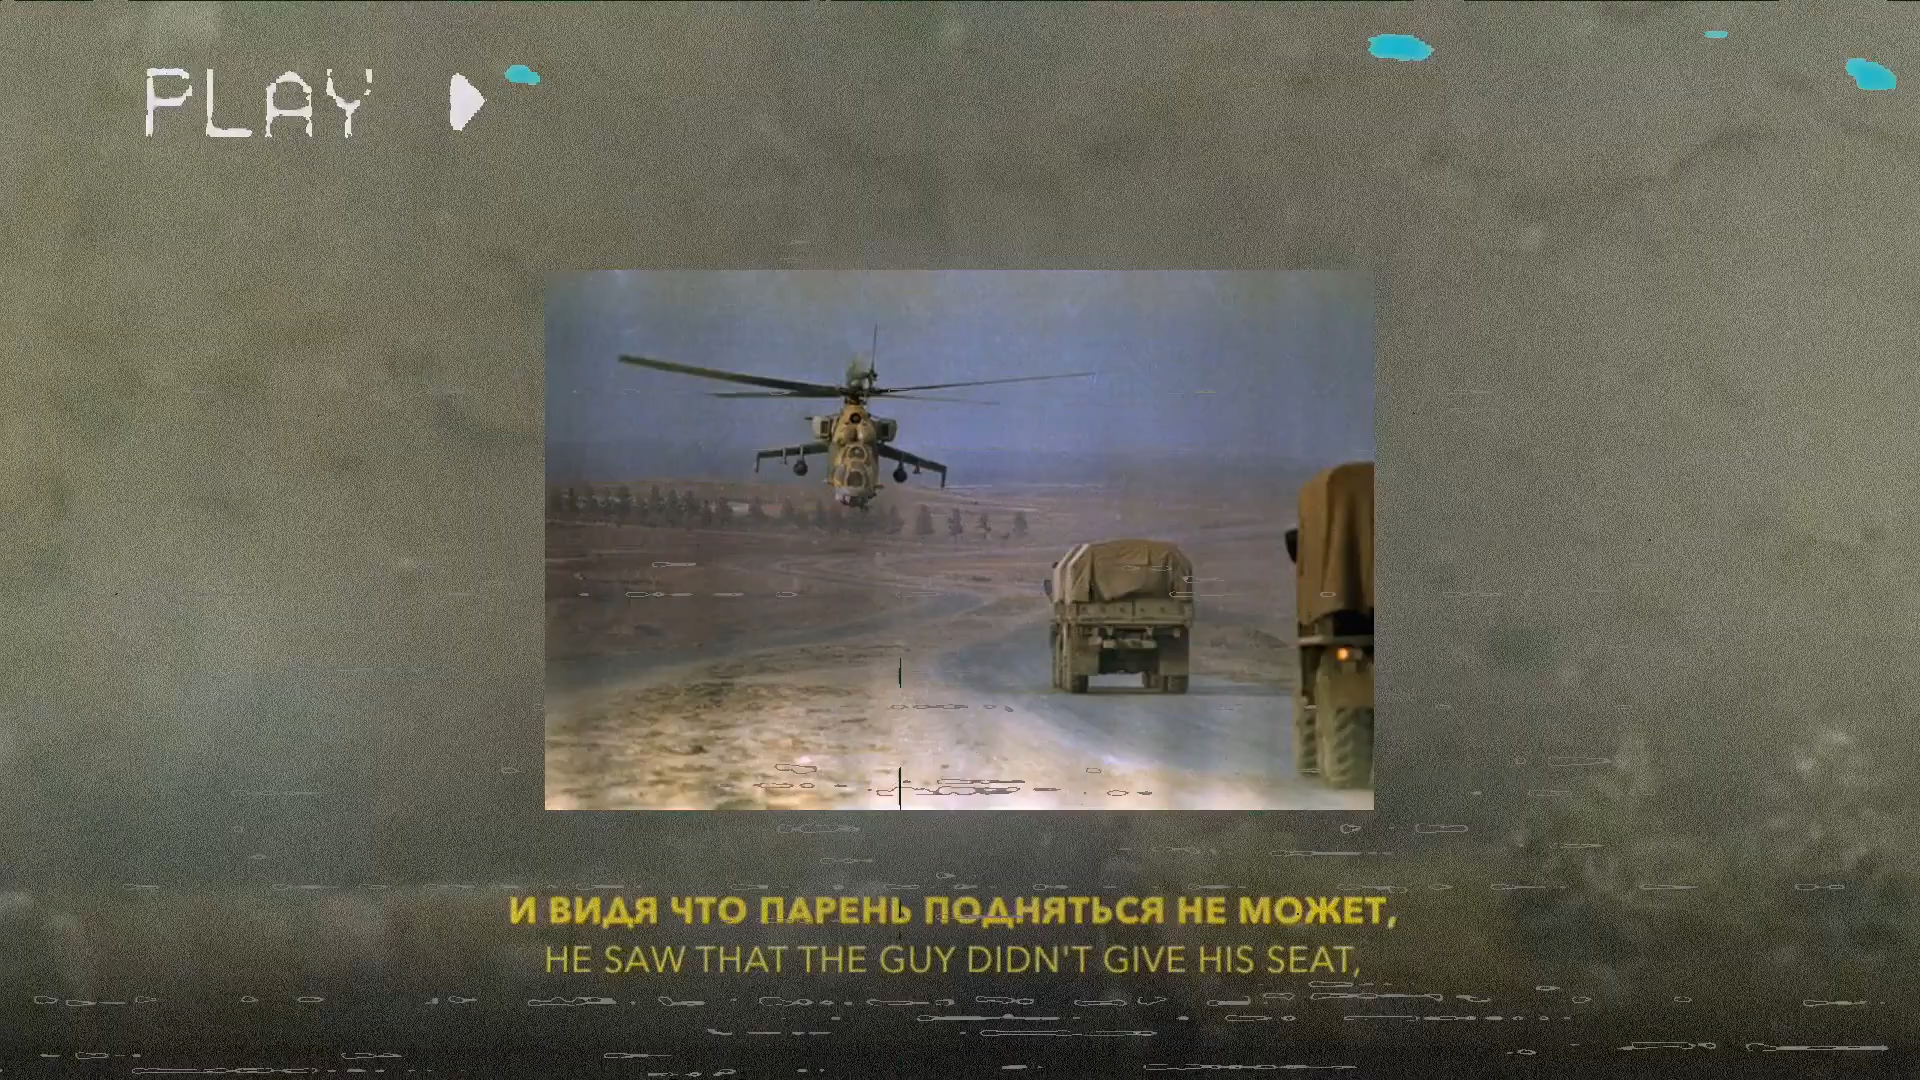 PLAY
И ВИДЯ ЧТО ПАРЕНЬ ПОДНЯТЬСЯ НЕ МОЖЕТ,
HE SAW THAT THE GUY DIDN'T GIVE HIS SEAT,